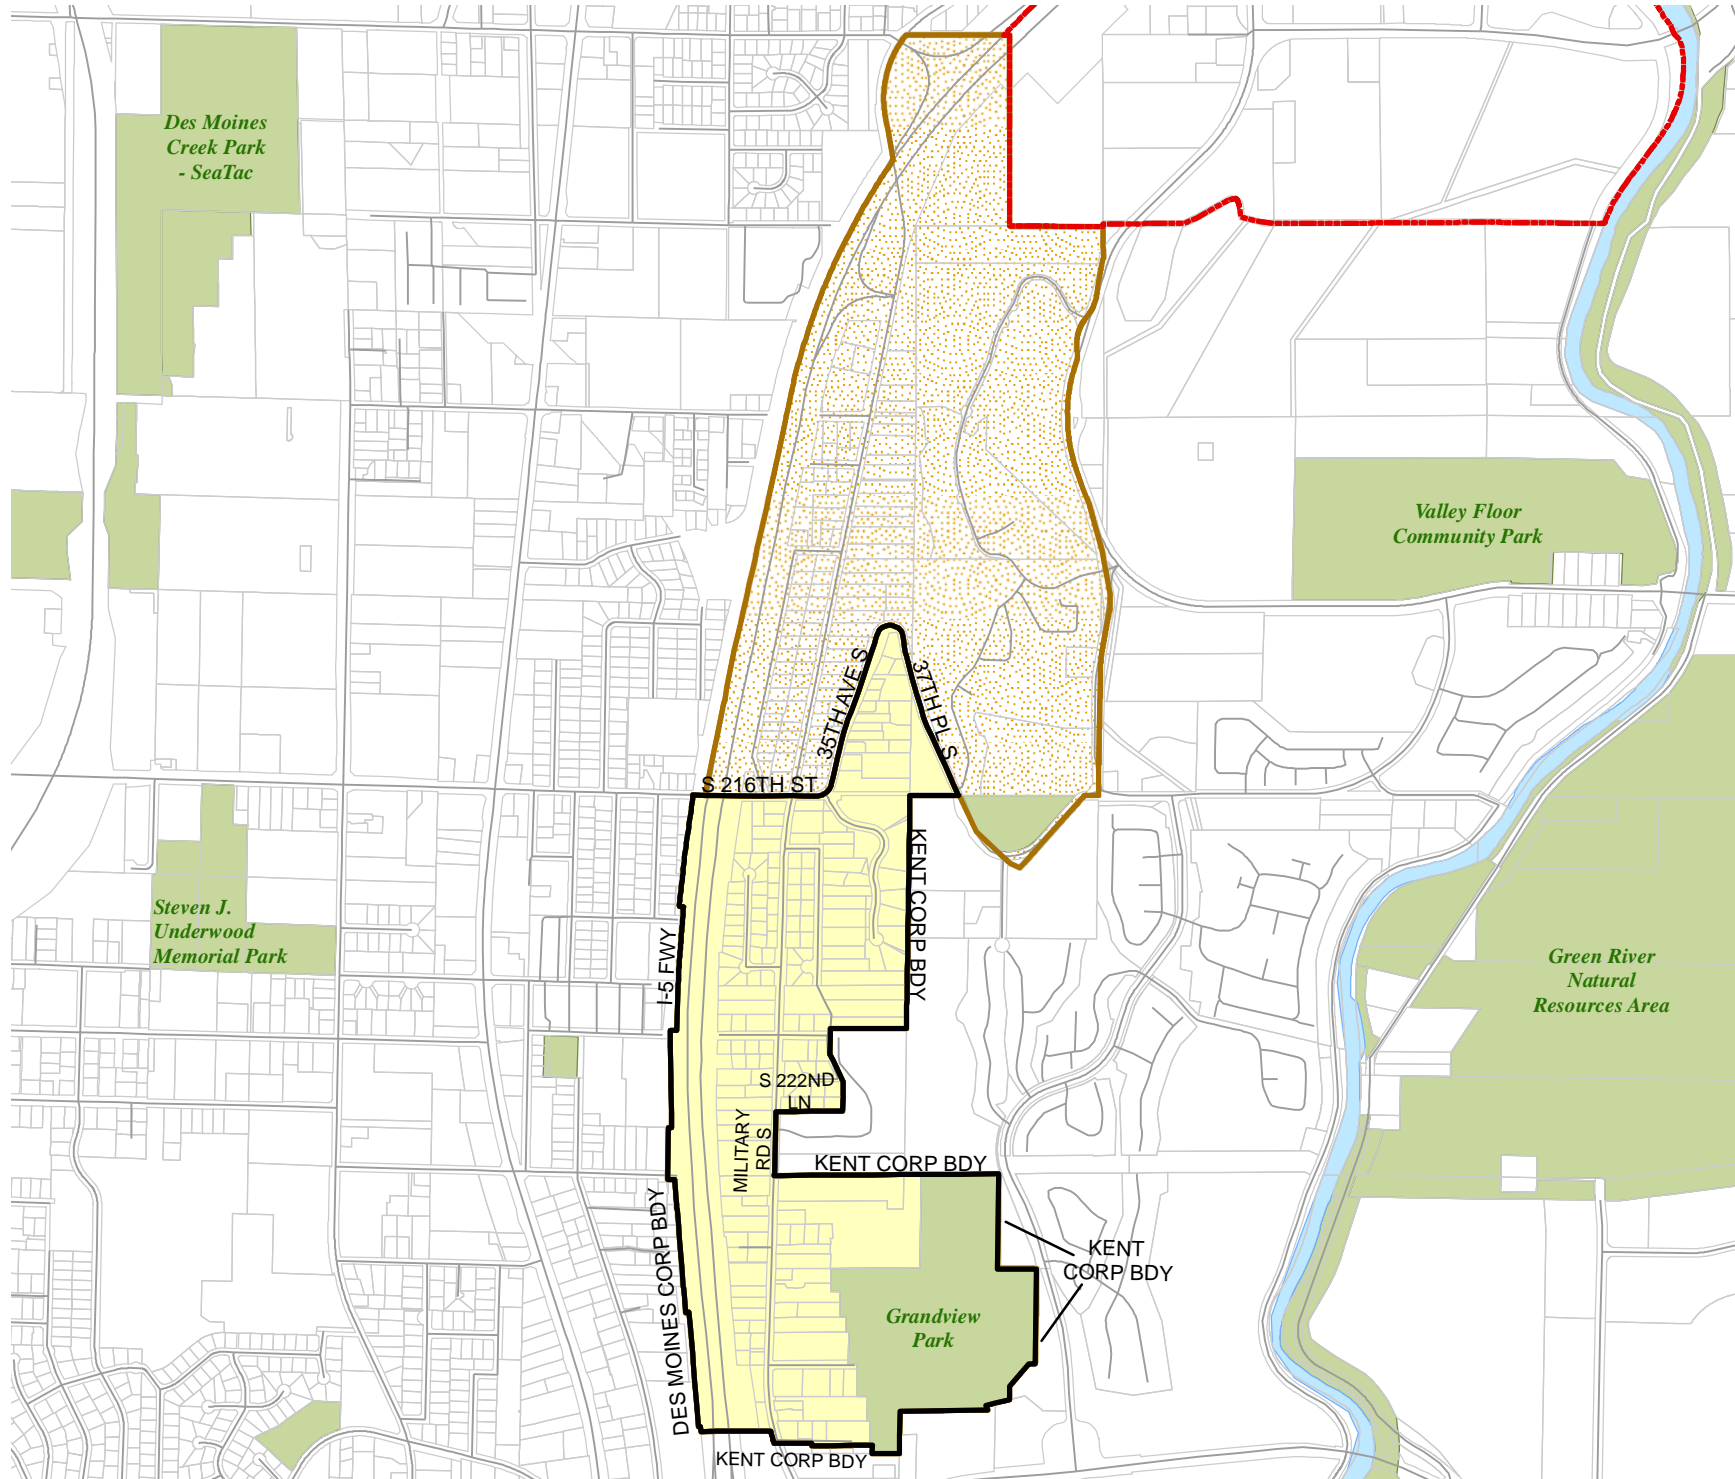 Des Moines
Creek Park
- SeaTac
Valley Floor
Community Park
35TH AVE S
37TH PL S
S 216TH ST
KENT CORP BDY
Steven J.
Underwood
Memorial Park
I-5 FWY
Green River
Natural
Resources Area
S 222ND
LN
MILITARY
RD S
KENT CORP BDY
DES MOINES CORP BDY
KENT
CORP BDY
Grandview
Park
KENT CORP BDY